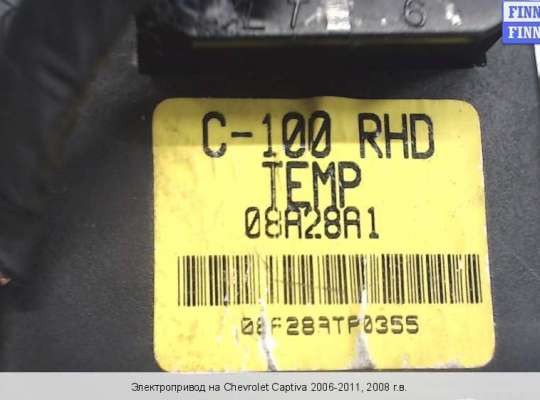 FINN
FINN
C-100 RHD
TEMP
08A28A1
08F28ATP0355
Электропривод на Chevrolet Captiva 2006-2011, 2008 г.в.